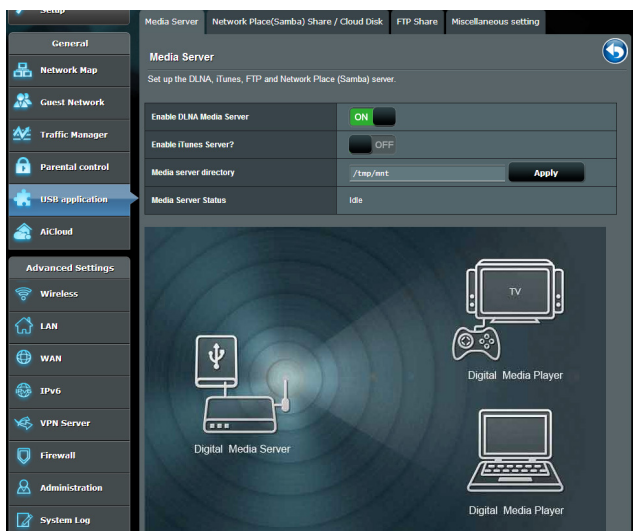 Setup
General
Network Map
Guest Network
Traffic Manager
Parental control
USB application
AiCloud
Advanced Settings
Wireless
LAN
WAN
IPv6
VPN Server
Firewall
Administration
System Log
Media Server
Network Place(Samba) Share / Cloud Disk
FTP Share
Miscellaneous setting
Media Server
Set up the DLNA, iTunes, FTP and Network Place (Samba) server.
Enable DLNA Media Server
ON
Enable iTunes Server?
OFF
Media server directory
/tmp/mnt
Apply
Media Server Status
Idle
TV
Digital Media Player
Digital Media Server
Digital Media Player